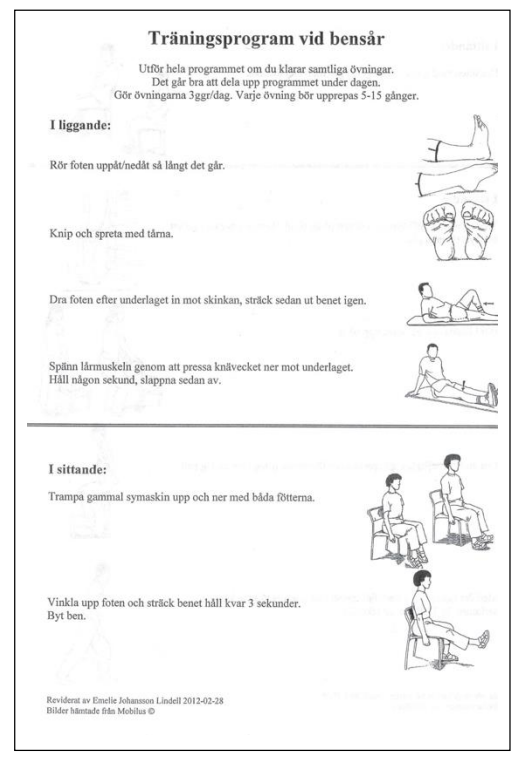 Träningsprogram vid bensår
Utför hela programmet om du klarar samtliga övningar.
Det går bra att dela upp programmet under dagen.
Gör övningarna 3ggr/dag. Varje övning bör upprepas 5-15 gånger.
I liggande:
Rör foten uppåt/nedåt så långt det går.
Knip och spreta med tårna.
Dra foten efter underlaget in mot skinkan, sträck sedan ut benet igen.
Spänn lårmuskeln genom att pressa knävecket ner mot underlaget.
Håll någon sekund, slappna sedan av.
I sittande:
Trampa gammal symaskin upp och ner med båda fötterna.
Vinkla upp foten och sträck benet håll kvar 3 sekunder.
Byt ben.
Reviderat av Emelie Johansson Lindell 2012-02-28
Bilder hämtade från Mobilus ©